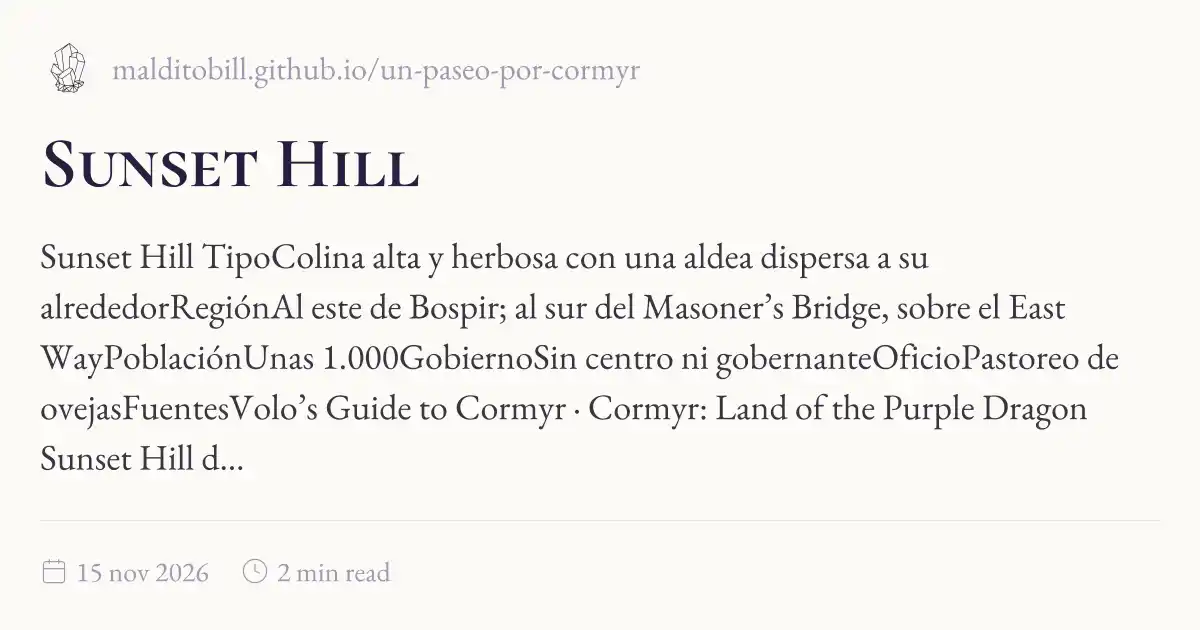 malditobill.github.io/un-paseo-por-cormyr
Sunset Hill
Sunset Hill TipoColina alta y herbosa con una aldea dispersa a su
alrededorRegiónAl este de Bospir; al sur del Masoner’s Bridge, sobre el East
WayPoblaciónUnas 1.000GobiernoSin centro ni gobernanteOficioPastoreo de
ovejasFuentesVolo’s Guide to Cormyr · Cormyr: Land of the Purple Dragon
Sunset Hill d...
15 nov 2026 2 min read